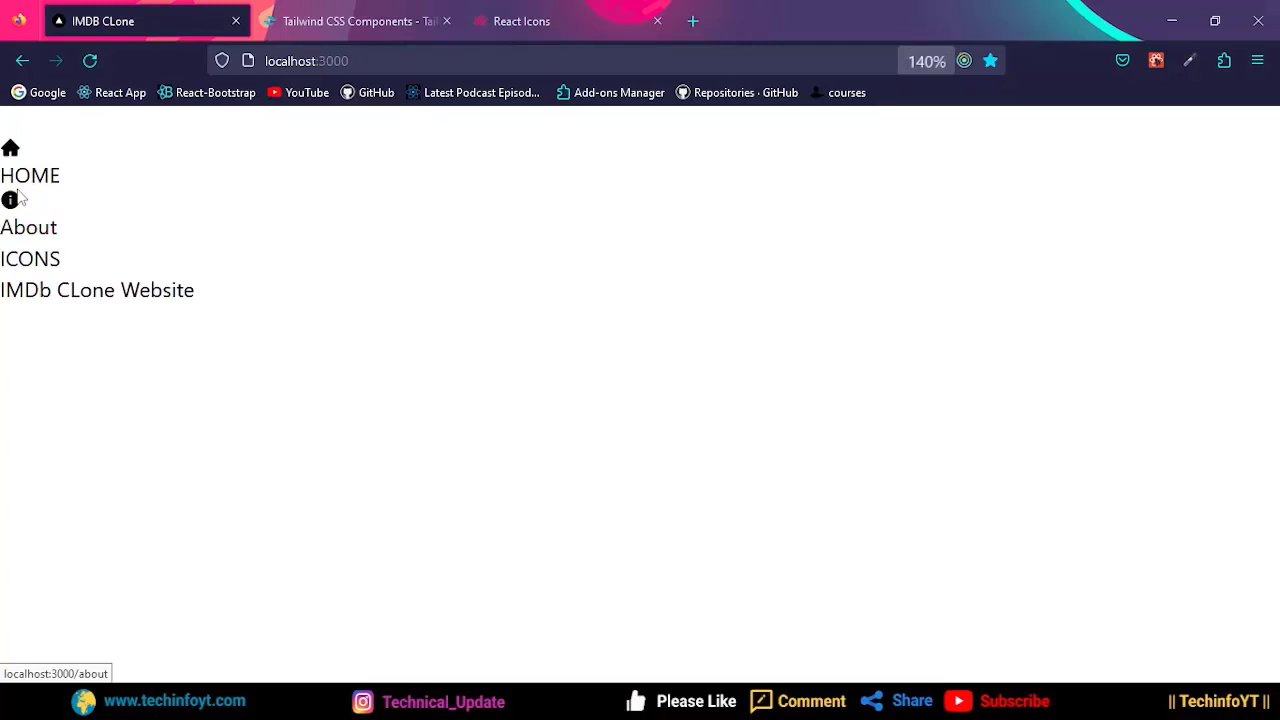 IMDB CLone
Tailwind CSS Components - Tail
React Icons
localhost:3000
140%
Google
React App
React-Bootstrap
YouTube
GitHub
Latest Podcast Episod...
Add-ons Manager
Repositories · GitHub
courses
HOME
About
ICONS
IMDb CLone Website
localhost:3000/about
www.techinfoyt.com
Technical_Update
Please Like
Comment
Share
Subscribe
|| TechinfoYT ||